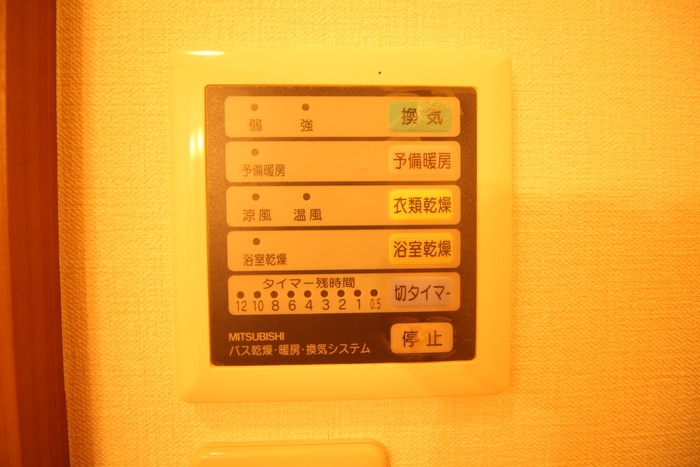 弱 強 換気
予備暖房 予備暖房
涼風 温風 衣類乾燥
浴室乾燥 浴室乾燥
タイマー残時間
12 10 8 6 4 3 2 1 0.5 切タイマー
MITSUBISHI
バス乾燥・暖房・換気システム 停止